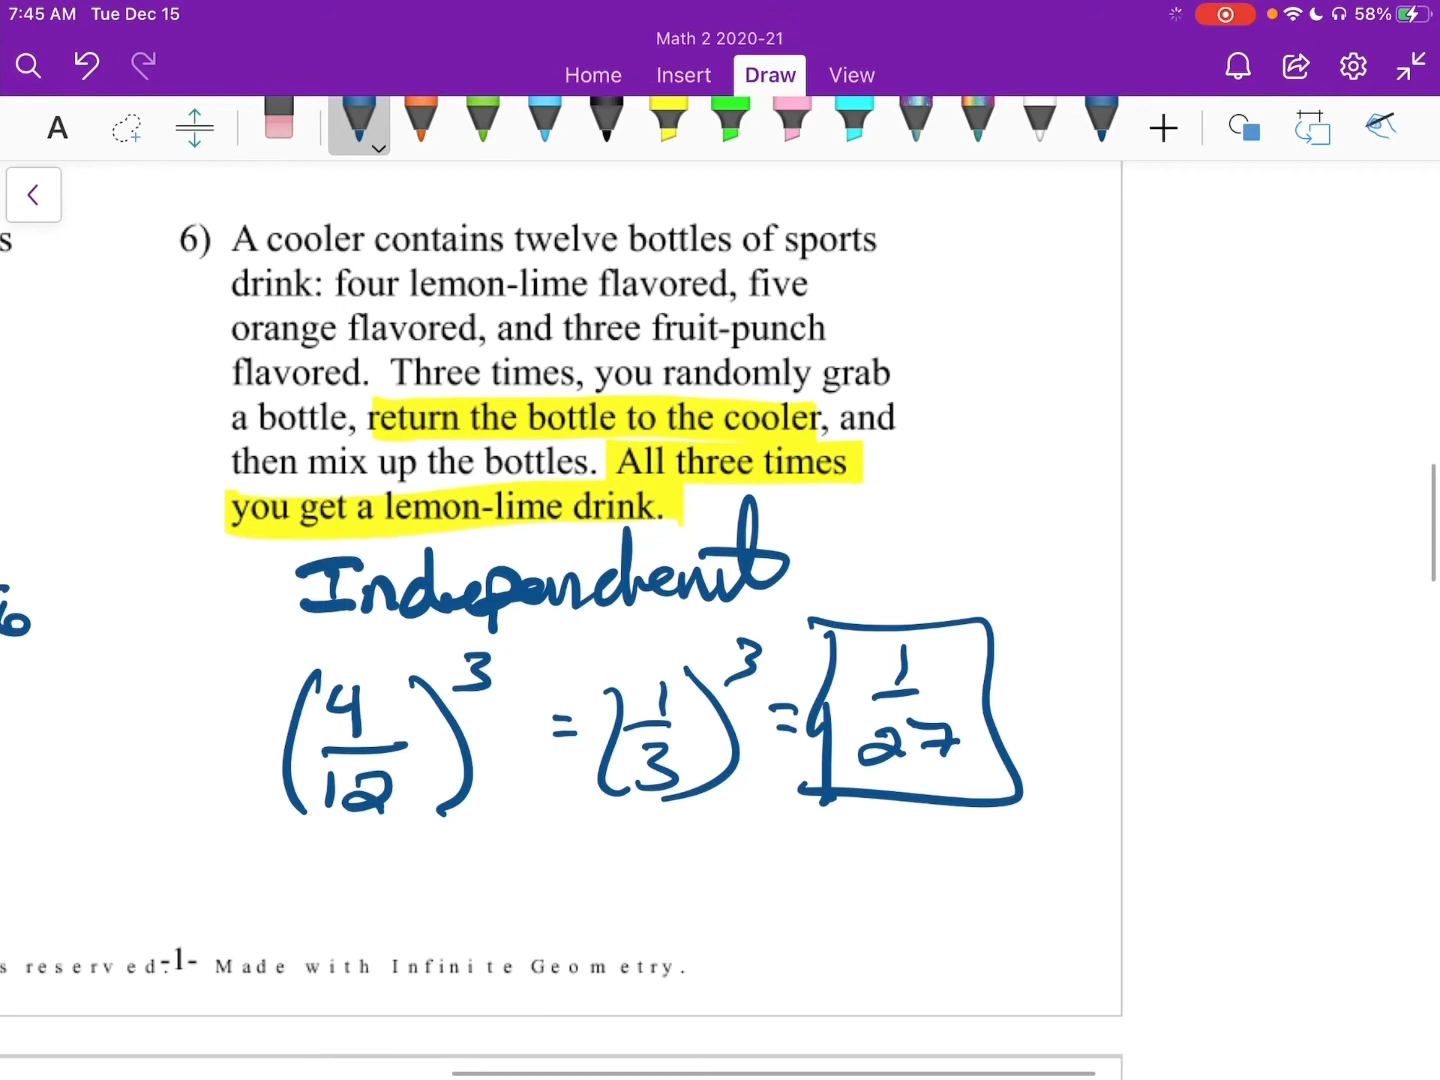 7:45 AM Tue Dec 15
58%
Math 2 2020-21
Home Insert Draw View
A
s
6) A cooler contains twelve bottles of sports
drink: four lemon-lime flavored, five
orange flavored, and three fruit-punch
flavored. Three times, you randomly grab
a bottle, return the bottle to the cooler, and
then mix up the bottles. All three times
you get a lemon-lime drink.
Independent
6
(4/12)^3 = (1/3)^3 = 1/27
s reserved.-1- Made with Infinite Geometry.